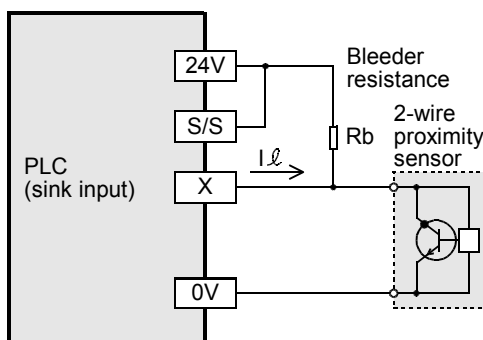 24V
S/S
X
0V
PLC
(sink input)
Bleeder
resistance
Rb
Iℓ
2-wire
proximity
sensor